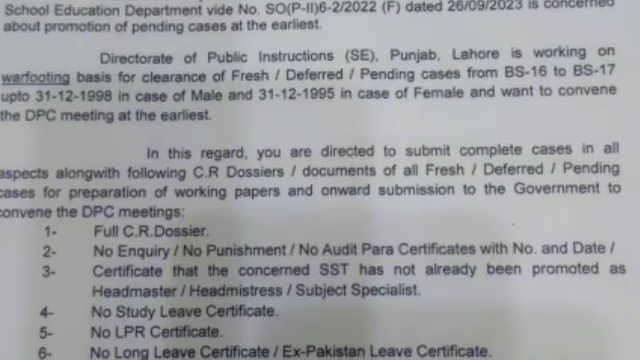 School Education Department vide No. SO(P-II)6-2/2022 (F) dated 26/09/2023 is concerned
about promotion of pending cases at the earliest.
Directorate of Public Instructions (SE), Punjab, Lahore is working on
warfooting basis for clearance of Fresh / Deferred / Pending cases from BS-16 to BS-17
upto 31-12-1998 in case of Male and 31-12-1995 in case of Female and want to convene
the DPC meeting at the earliest.
In this regard, you are directed to submit complete cases in all
aspects alongwith following C.R Dossiers / documents of all Fresh / Deferred / Pending
cases for preparation of working papers and onward submission to the Government to
convene the DPC meetings:
1- Full C.R.Dossier.
2- No Enquiry / No Punishment / No Audit Para Certificates with No. and Date /
3- Certificate that the concerned SST has not already been promoted as
Headmaster / Headmistress / Subject Specialist.
4- No Study Leave Certificate.
5- No LPR Certificate.
6- No Long Leave Certificate / Ex-Pakistan Leave Certificate.